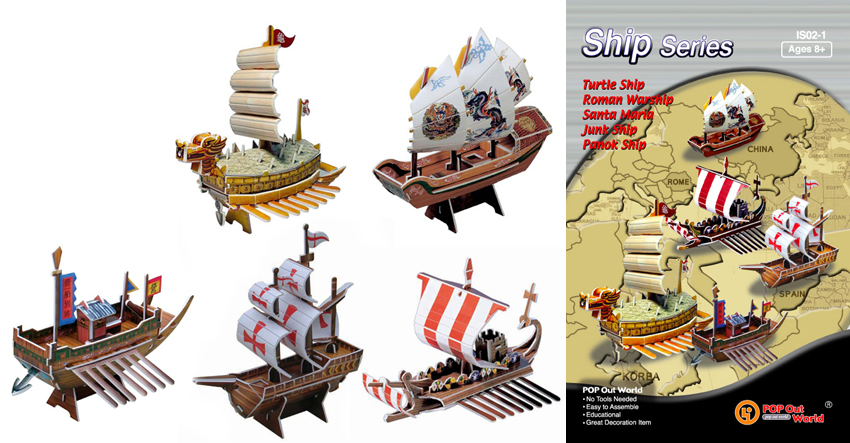 Ship Series
IS02-1
Ages 8+
Turtle Ship
Roman Warship
Santa Maria
Junk Ship
Panok Ship
CHINA
ROME
SPAIN
KOREA
POP Out World
• No Tools Needed
• Easy to Assemble
• Educational
• Great Decoration Item
POP Out
World®